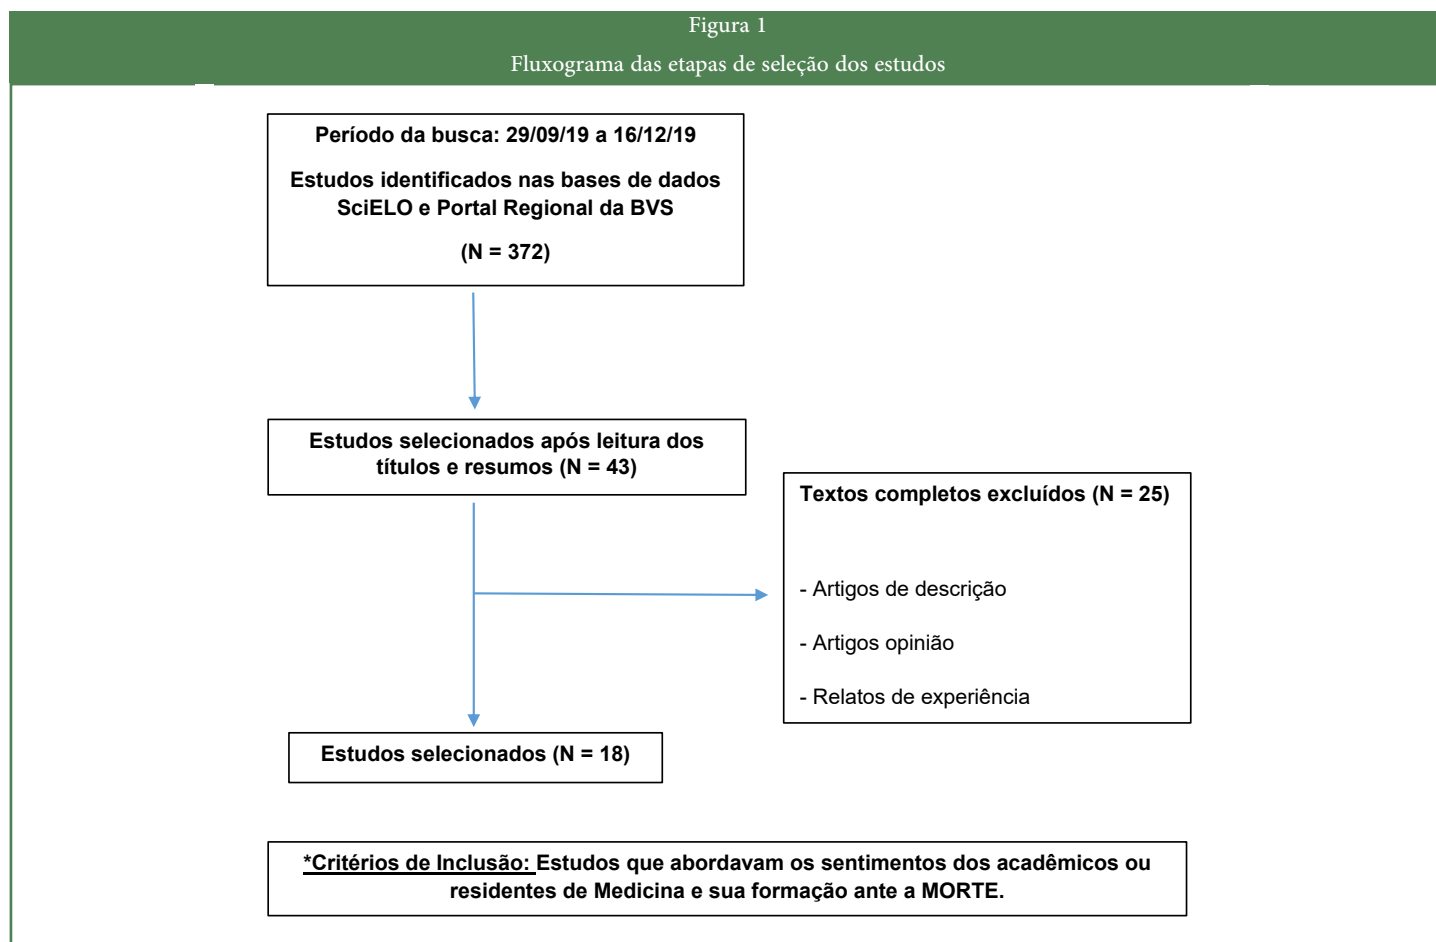 Figura 1
Fluxograma das etapas de seleção dos estudos
Período da busca: 29/09/19 a 16/12/19
Estudos identificados nas bases de dados
SciELO e Portal Regional da BVS
(N = 372)
Estudos selecionados após leitura dos
títulos e resumos (N = 43)
Textos completos excluídos (N = 25)
- Artigos de descrição
- Artigos opinião
- Relatos de experiência
Estudos selecionados (N = 18)
*Critérios de Inclusão: Estudos que abordavam os sentimentos dos acadêmicos ou
residentes de Medicina e sua formação ante a MORTE.